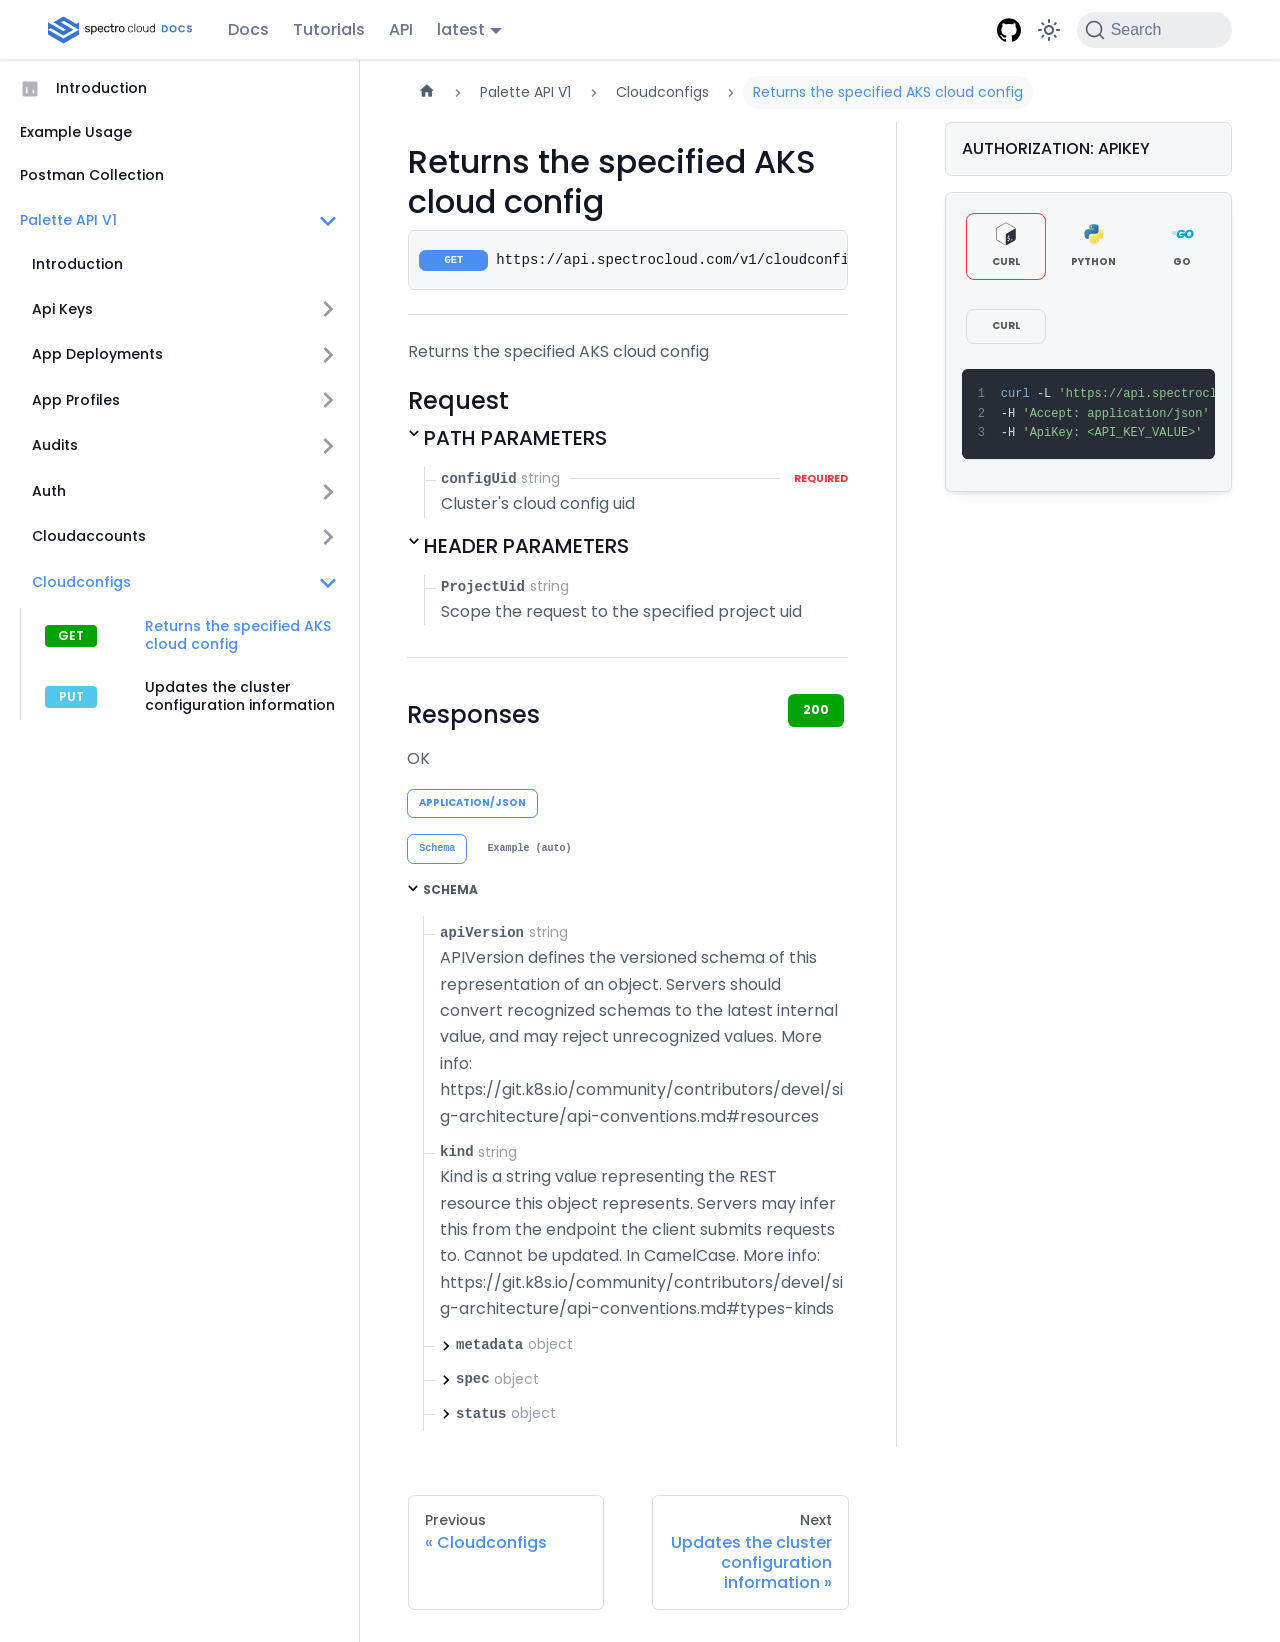 spectro cloud DOCS
Docs
Tutorials
API
latest
Search
Introduction
Example Usage
Postman Collection
Palette API V1
Introduction
Api Keys
App Deployments
App Profiles
Audits
Auth
Cloudaccounts
Cloudconfigs
GET
Returns the specified AKS
cloud config
PUT
Updates the cluster
configuration information
Palette API V1
Cloudconfigs
Returns the specified AKS cloud config
Returns the specified AKS
cloud config
GET https://api.spectrocloud.com/v1/cloudconfi
Returns the specified AKS cloud config
Request
PATH PARAMETERS
configUid string REQUIRED
Cluster's cloud config uid
HEADER PARAMETERS
ProjectUid string
Scope the request to the specified project uid
Responses
200
OK
APPLICATION/JSON
Schema
Example (auto)
SCHEMA
apiVersion string
APIVersion defines the versioned schema of this
representation of an object. Servers should
convert recognized schemas to the latest internal
value, and may reject unrecognized values. More
info:
https://git.k8s.io/community/contributors/devel/si
g-architecture/api-conventions.md#resources
kind string
Kind is a string value representing the REST
resource this object represents. Servers may infer
this from the endpoint the client submits requests
to. Cannot be updated. In CamelCase. More info:
https://git.k8s.io/community/contributors/devel/si
g-architecture/api-conventions.md#types-kinds
metadata object
spec object
status object
Previous
« Cloudconfigs
Next
Updates the cluster
configuration
information »
AUTHORIZATION: APIKEY
CURL
PYTHON
GO
GO
CURL
1 curl -L 'https://api.spectrocl
2 -H 'Accept: application/json'
3 -H 'ApiKey: <API_KEY_VALUE>'